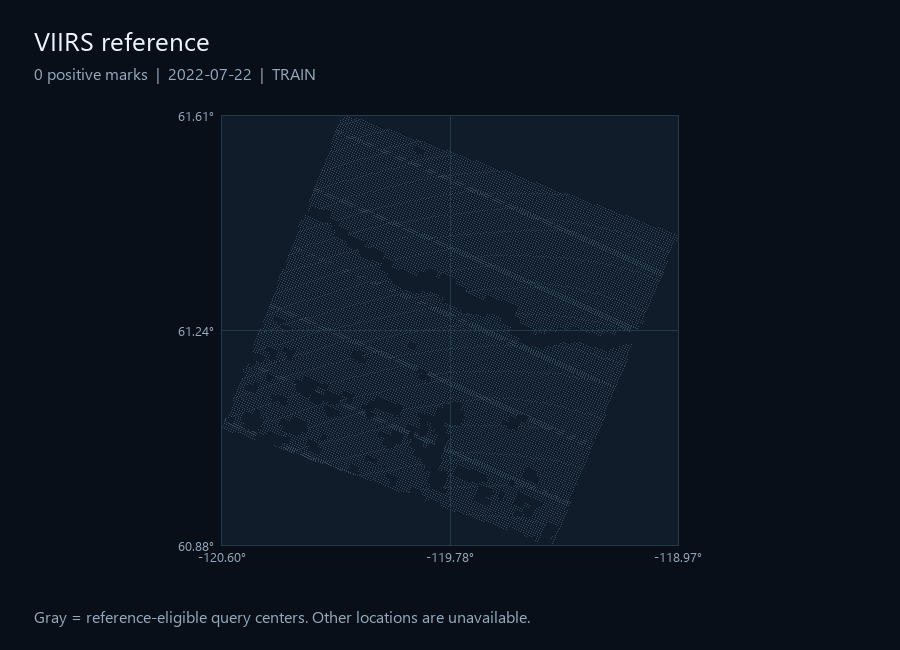 VIIRS reference
0 positive marks | 2022-07-22 | TRAIN
61.61°
61.24°
60.88°
-120.60°
-119.78°
-118.97°
Gray = reference-eligible query centers. Other locations are unavailable.